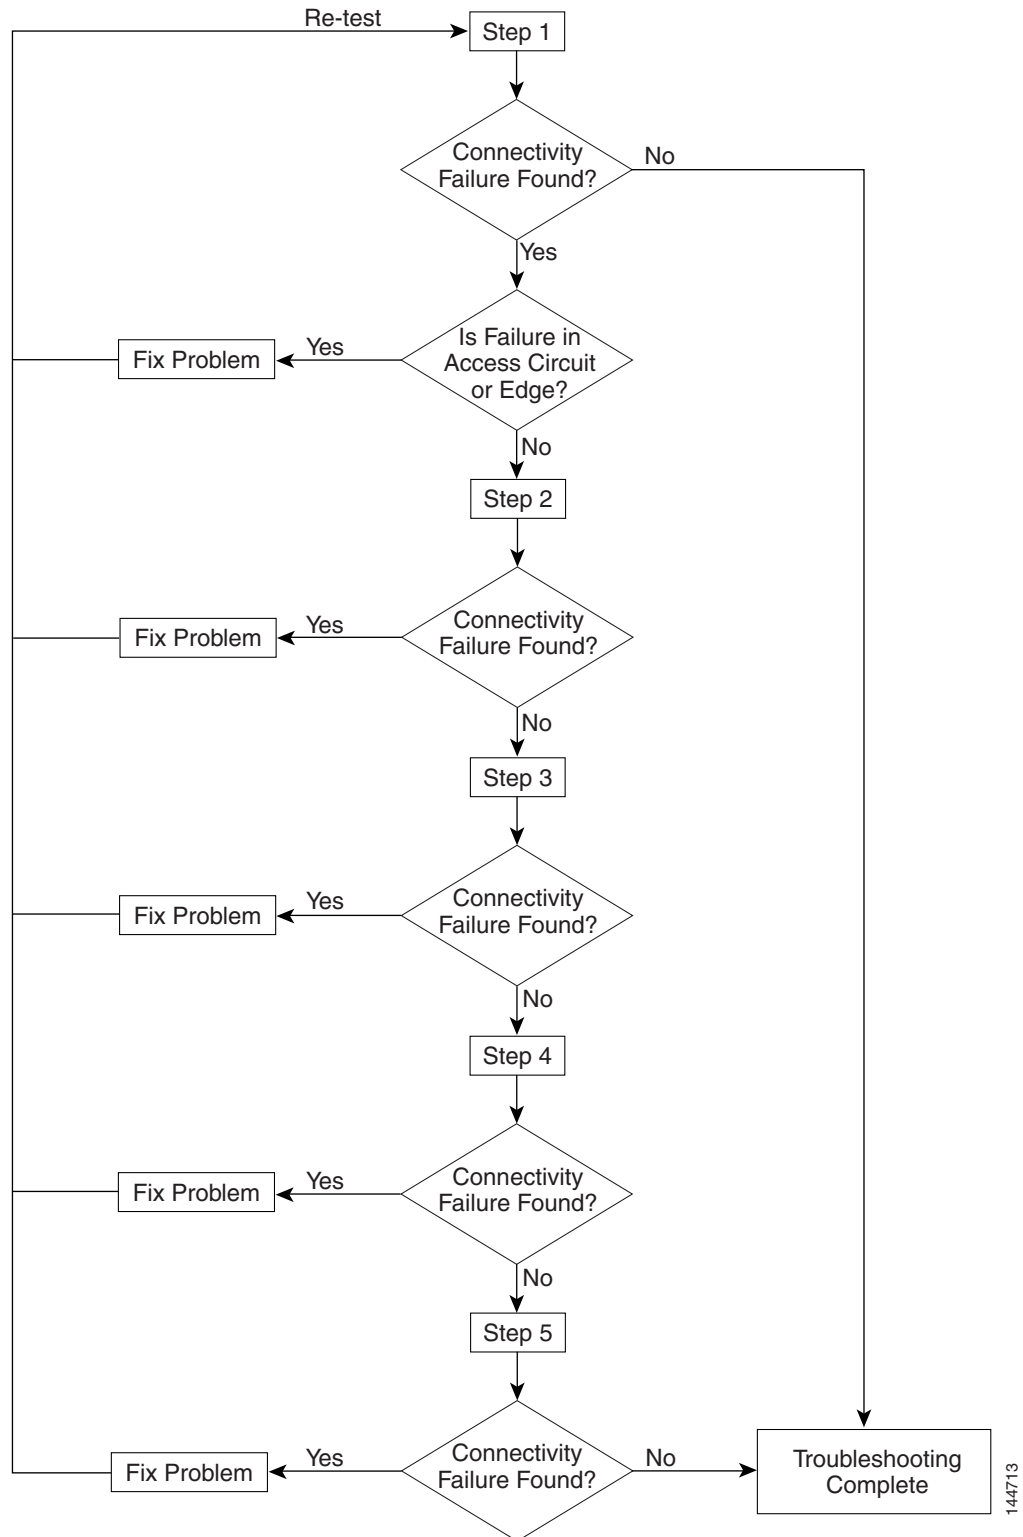 Re-test
Step 1
Connectivity
Failure Found?
No
Yes
Is Failure in
Access Circuit
or Edge?
Yes
Fix Problem
No
Step 2
Connectivity
Failure Found?
Yes
Fix Problem
No
Step 3
Connectivity
Failure Found?
Yes
Fix Problem
No
Step 4
Connectivity
Failure Found?
Yes
Fix Problem
No
Step 5
Connectivity
Failure Found?
Yes
Fix Problem
No
Troubleshooting
Complete
144713